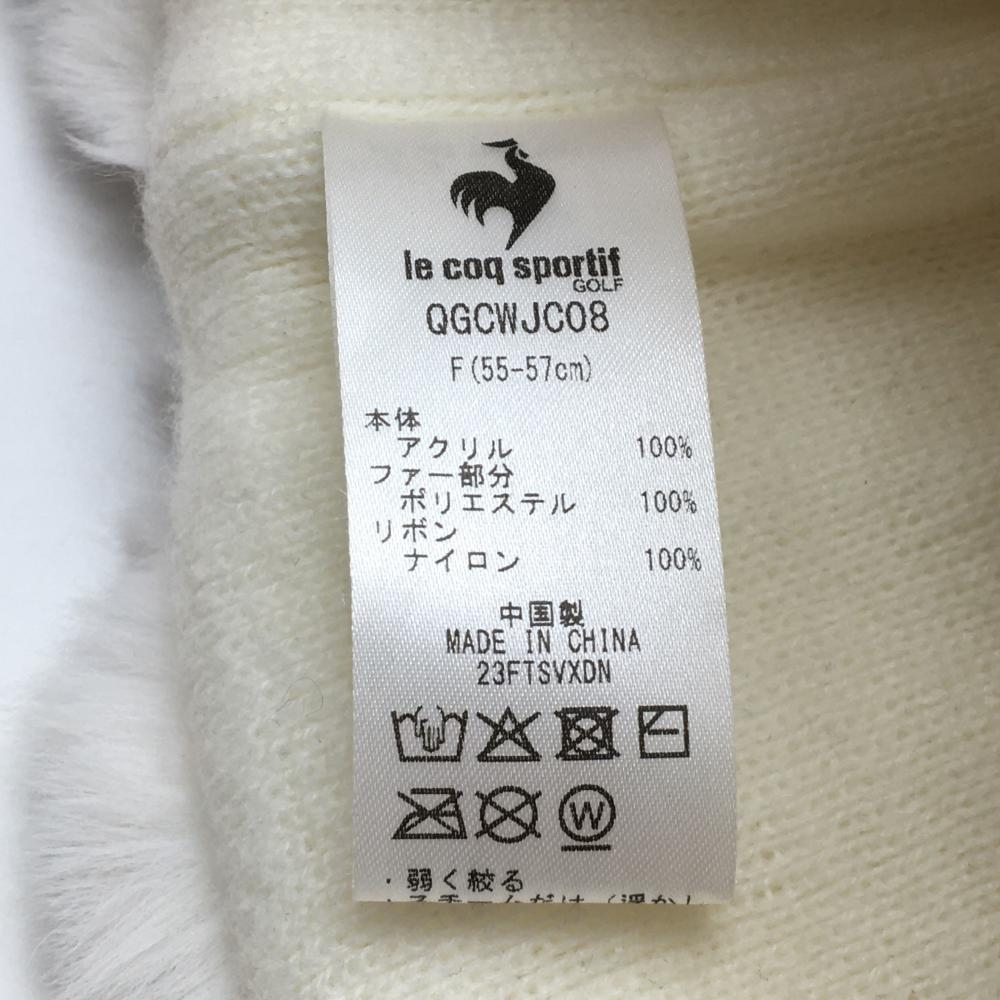 le coq sportif
GOLF
QGCWJC08
F(55-57cm)
本体
アクリル 100%
ファー部分
ポリエステル 100%
リボン
ナイロン 100%
中国製
MADE IN CHINA
23FTSVXDN
W
・弱く絞る